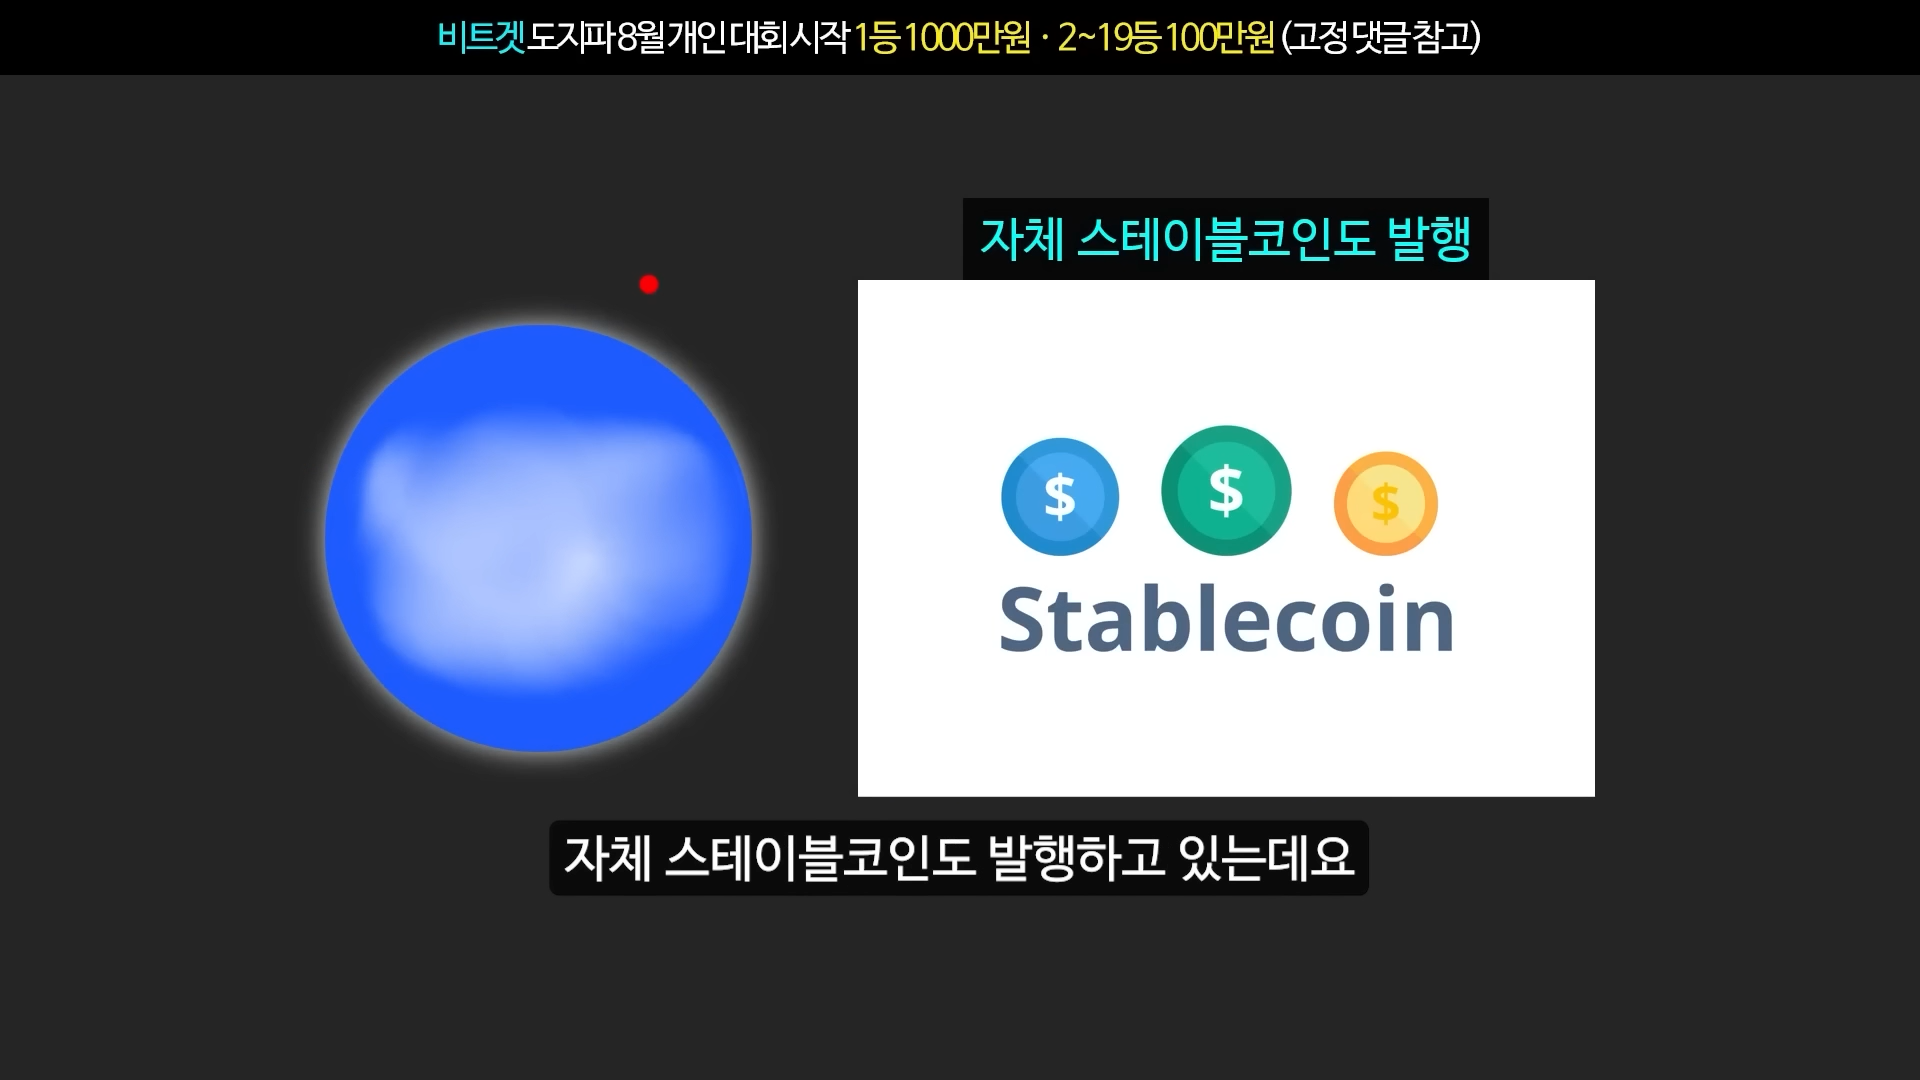 비트겟 도지파 8월 개인 대회 시작 1등 1000만원 · 2~19등 100만원 (고정 댓글 참고)
자체 스테이블코인도 발행
$ $ $
Stablecoin
자체 스테이블코인도 발행하고 있는데요